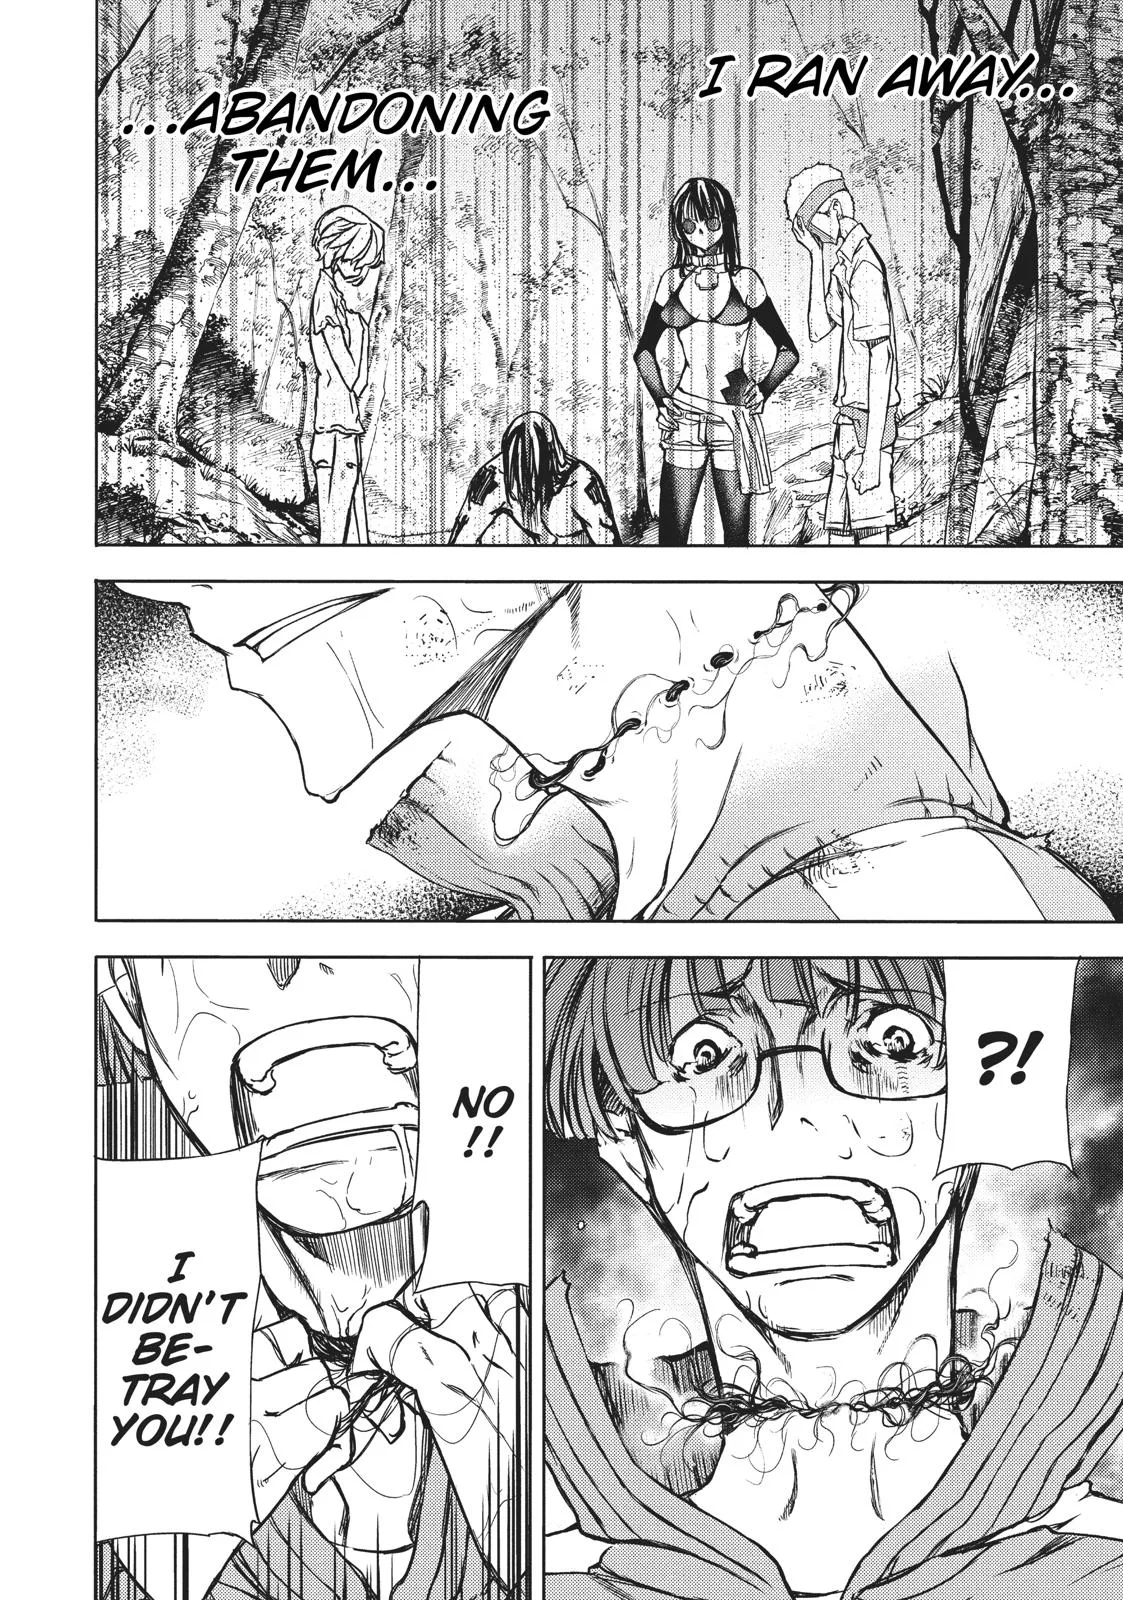 I RAN AWAY...
...ABANDONING
THEM...
?!
NO
!!
I
DIDN'T
BE-
TRAY
YOU!!